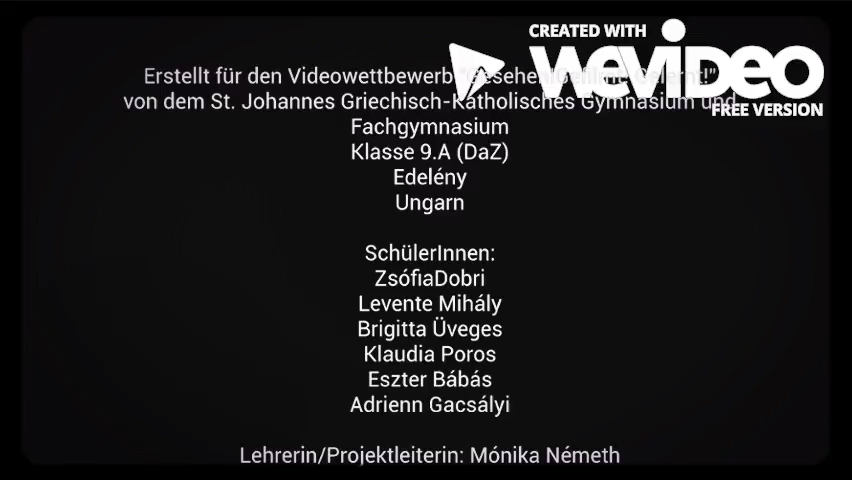 CREATED WITH
WEVIDEO
FREE VERSION
Erstellt für den Videowettbewerb "Gesehen!
von dem St. Johannes Griechisch-Katholisches Gymnasium und
Fachgymnasium
Klasse 9.A (DaZ)
Edelény
Ungarn
SchülerInnen:
ZsófiaDobri
Levente Mihály
Brigitta Üveges
Klaudia Poros
Eszter Bábás
Adrienn Gacsályi
Lehrerin/Projektleiterin: Mónika Németh